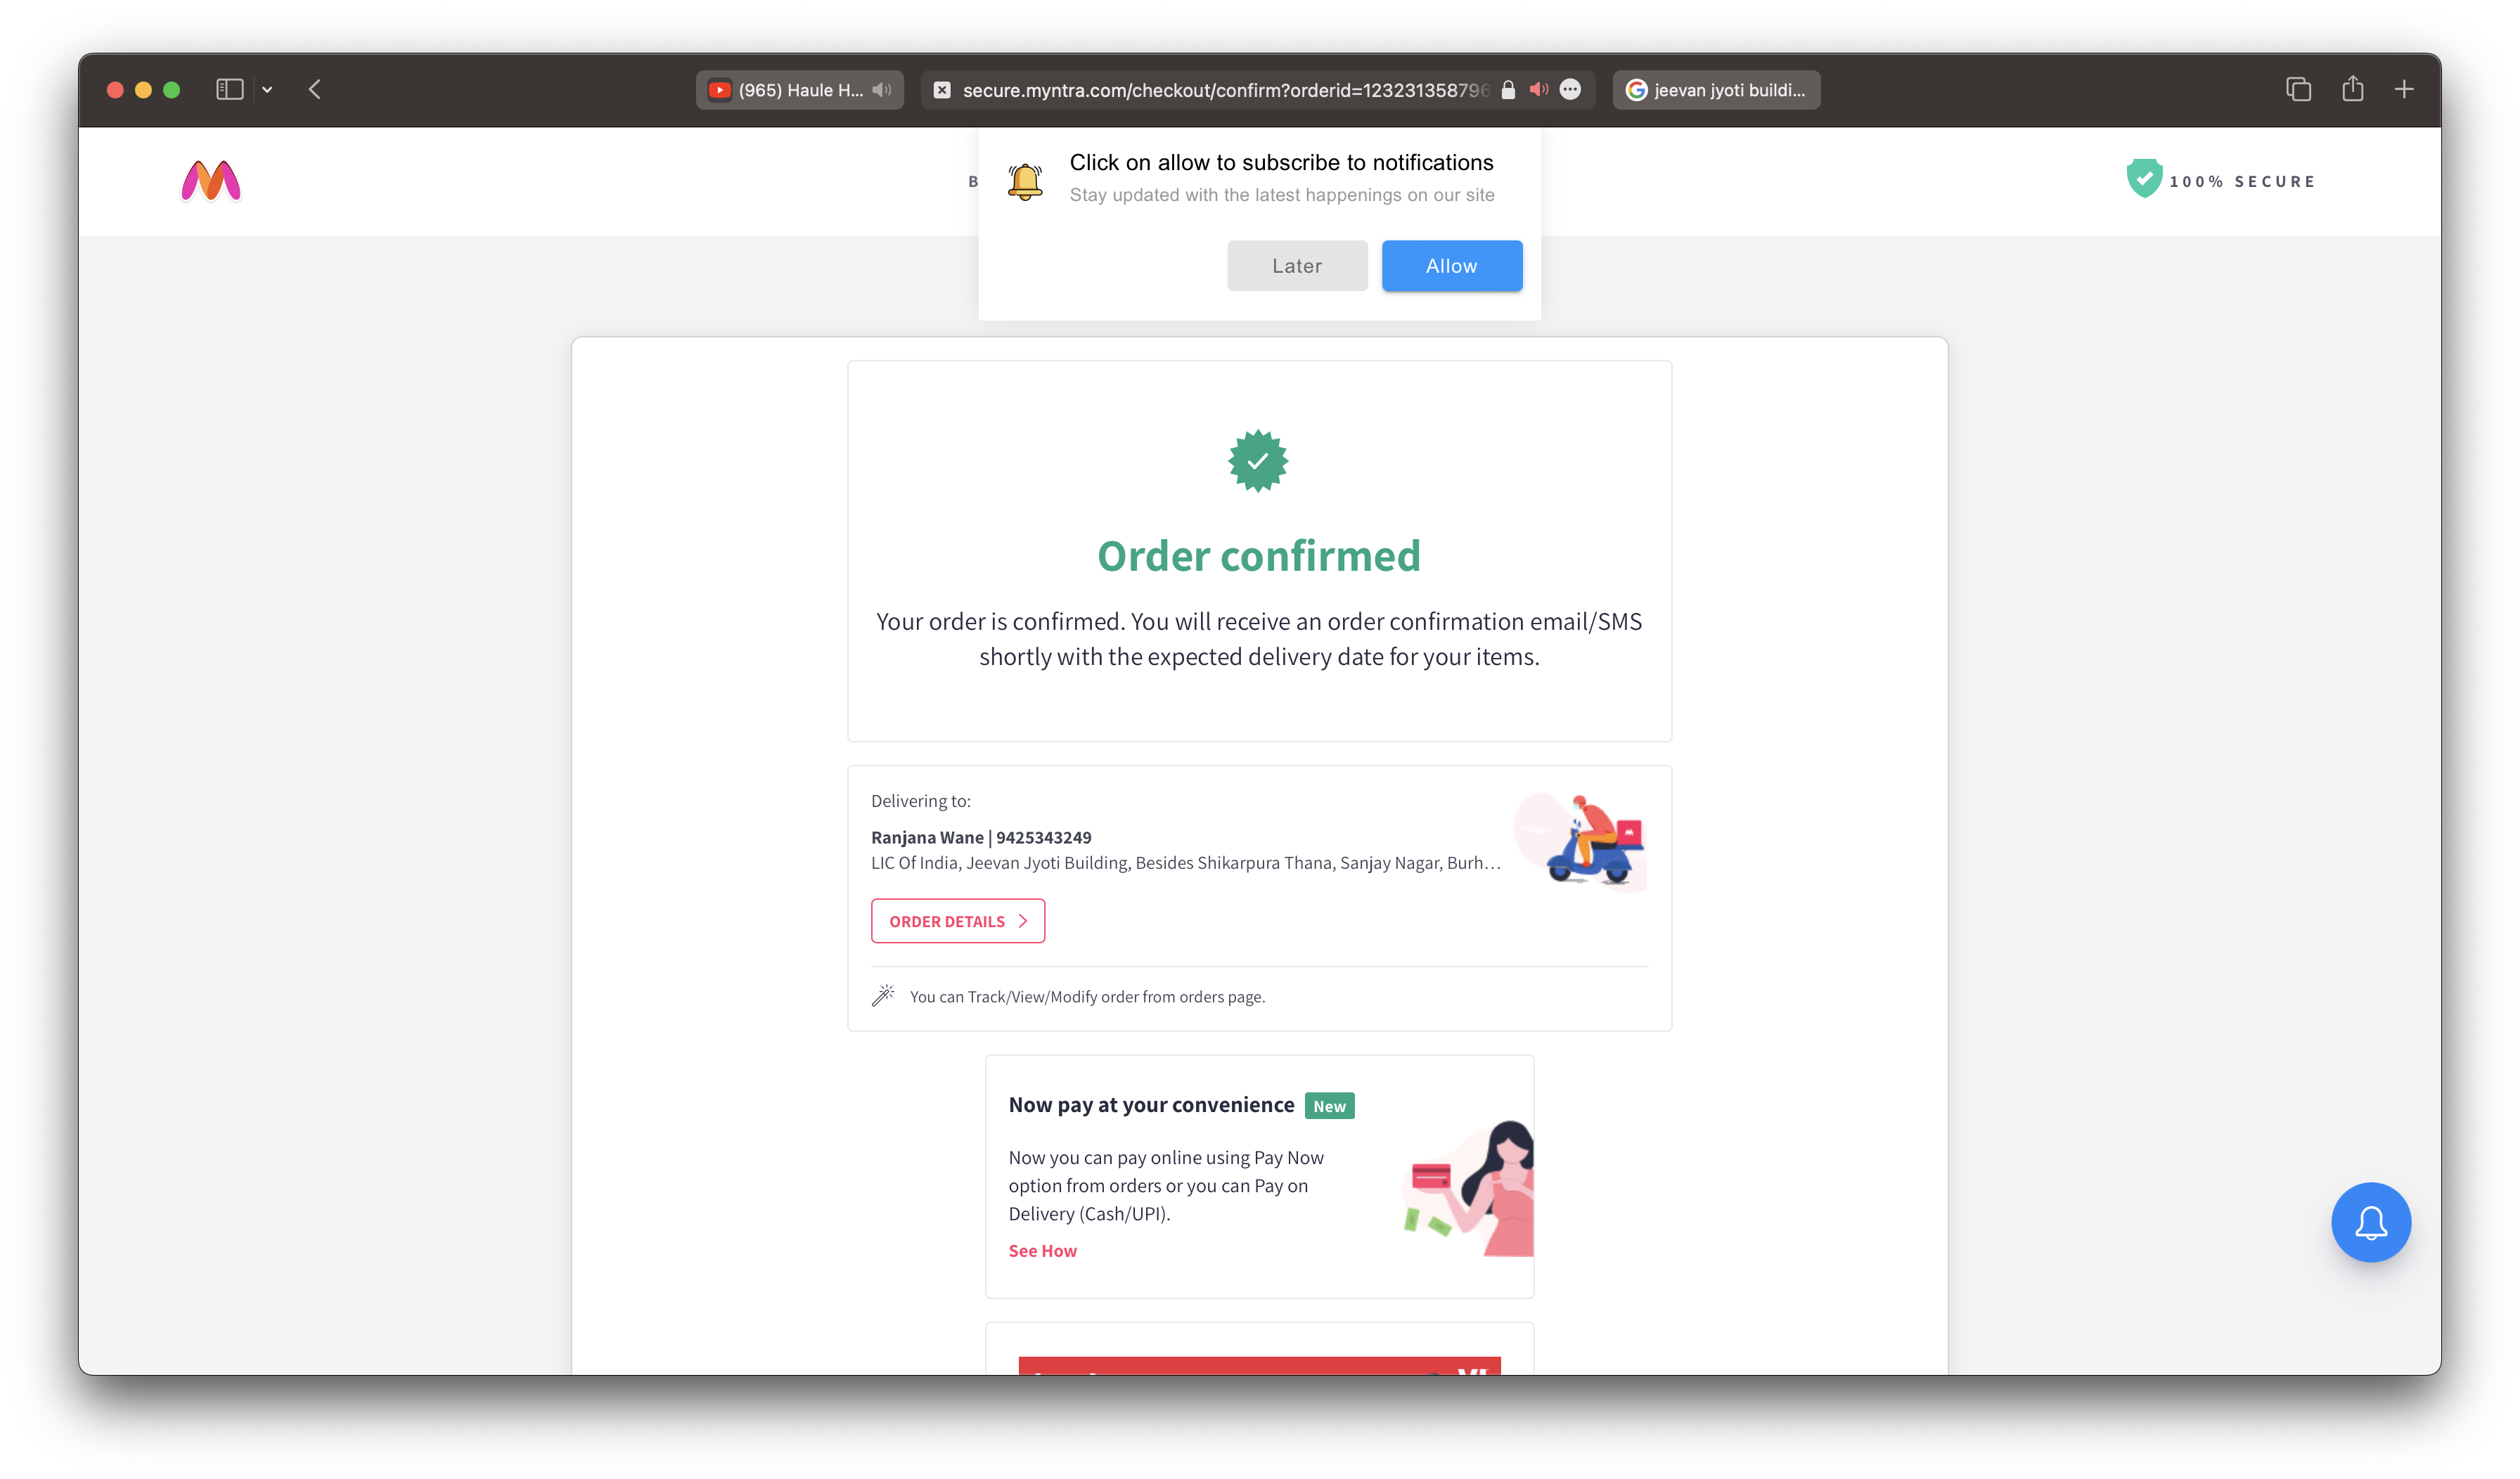 (965) Haule H...
secure.myntra.com/checkout/confirm?orderid=123231358796
jeevan jyoti buildi...
B
Click on allow to subscribe to notifications
Stay updated with the latest happenings on our site
Later
Allow
100% SECURE
Order confirmed
Your order is confirmed. You will receive an order confirmation email/SMS
shortly with the expected delivery date for your items.
Delivering to:
Ranjana Wane | 9425343249
LIC Of India, Jeevan Jyoti Building, Besides Shikarpura Thana, Sanjay Nagar, Burh...
ORDER DETAILS
You can Track/View/Modify order from orders page.
Now pay at your convenience New
Now you can pay online using Pay Now
option from orders or you can Pay on
Delivery (Cash/UPI).
See How